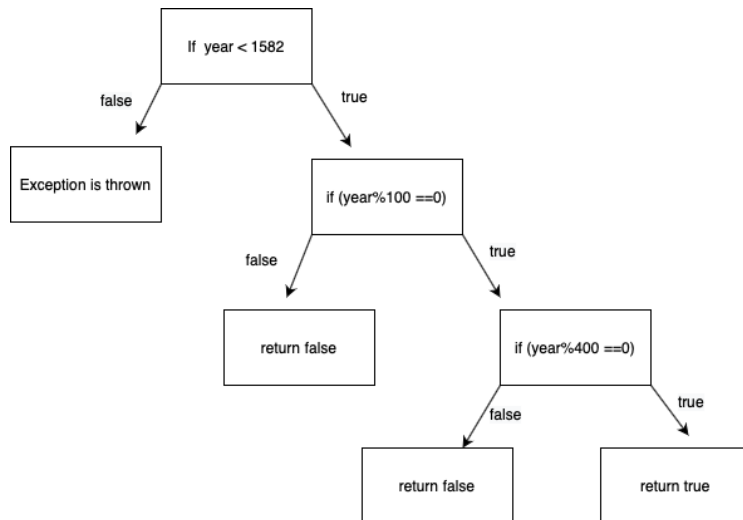 If year < 1582
false
true
Exception is thrown
if (year%100 ==0)
false
true
return false
if (year%400 ==0)
false
true
return false
return true